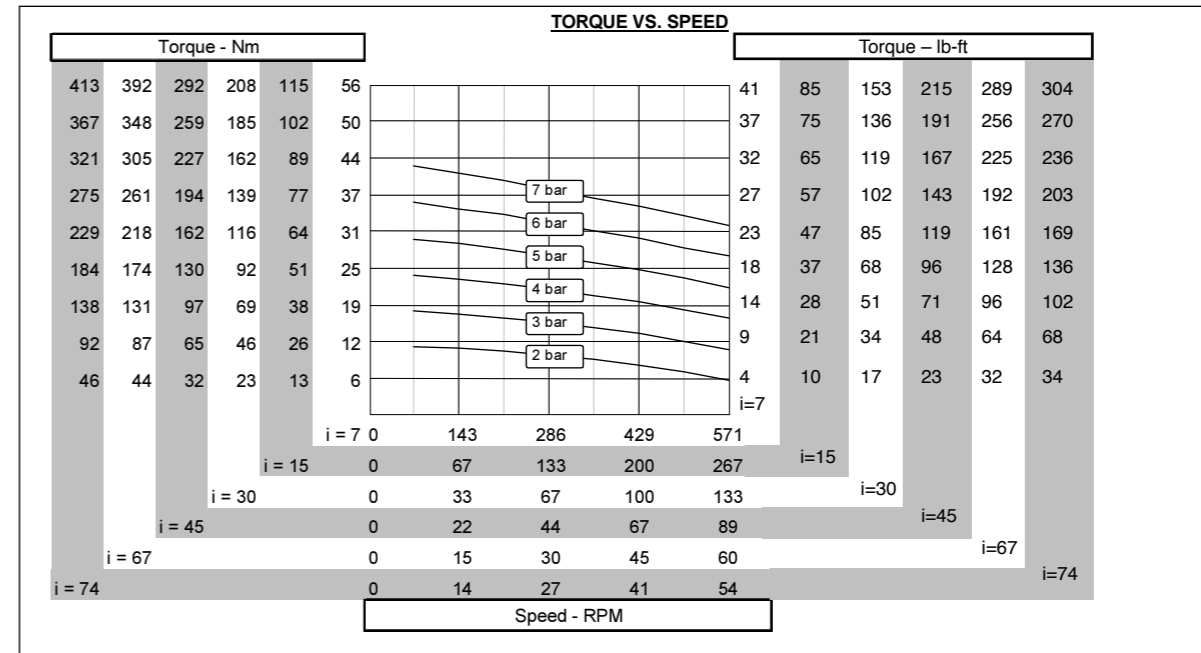 TORQUE VS. SPEED
Torque - Nm
Torque – lb-ft
413 392 292 208 115 56 41 85 153 215 289 304
367 348 259 185 102 50 37 75 136 191 256 270
321 305 227 162 89 44 32 65 119 167 225 236
275 261 194 139 77 37 7 bar 27 57 102 143 192 203
229 218 162 116 64 31 6 bar 23 47 85 119 161 169
5 bar
184 174 130 92 51 25 18 37 68 96 128 136
4 bar
138 131 97 69 38 19 14 28 51 71 96 102
3 bar
92 87 65 46 26 12 9 21 34 48 64 68
2 bar
46 44 32 23 13 6 4 10 17 23 32 34
i=7
i = 7 0 143 286 429 571
i = 15 0 67 133 200 267 i=15
i = 30 0 33 67 100 133 i=30
i = 45 0 22 44 67 89 i=45
i = 67 0 15 30 45 60 i=67
i = 74 0 14 27 41 54 i=74
Speed - RPM